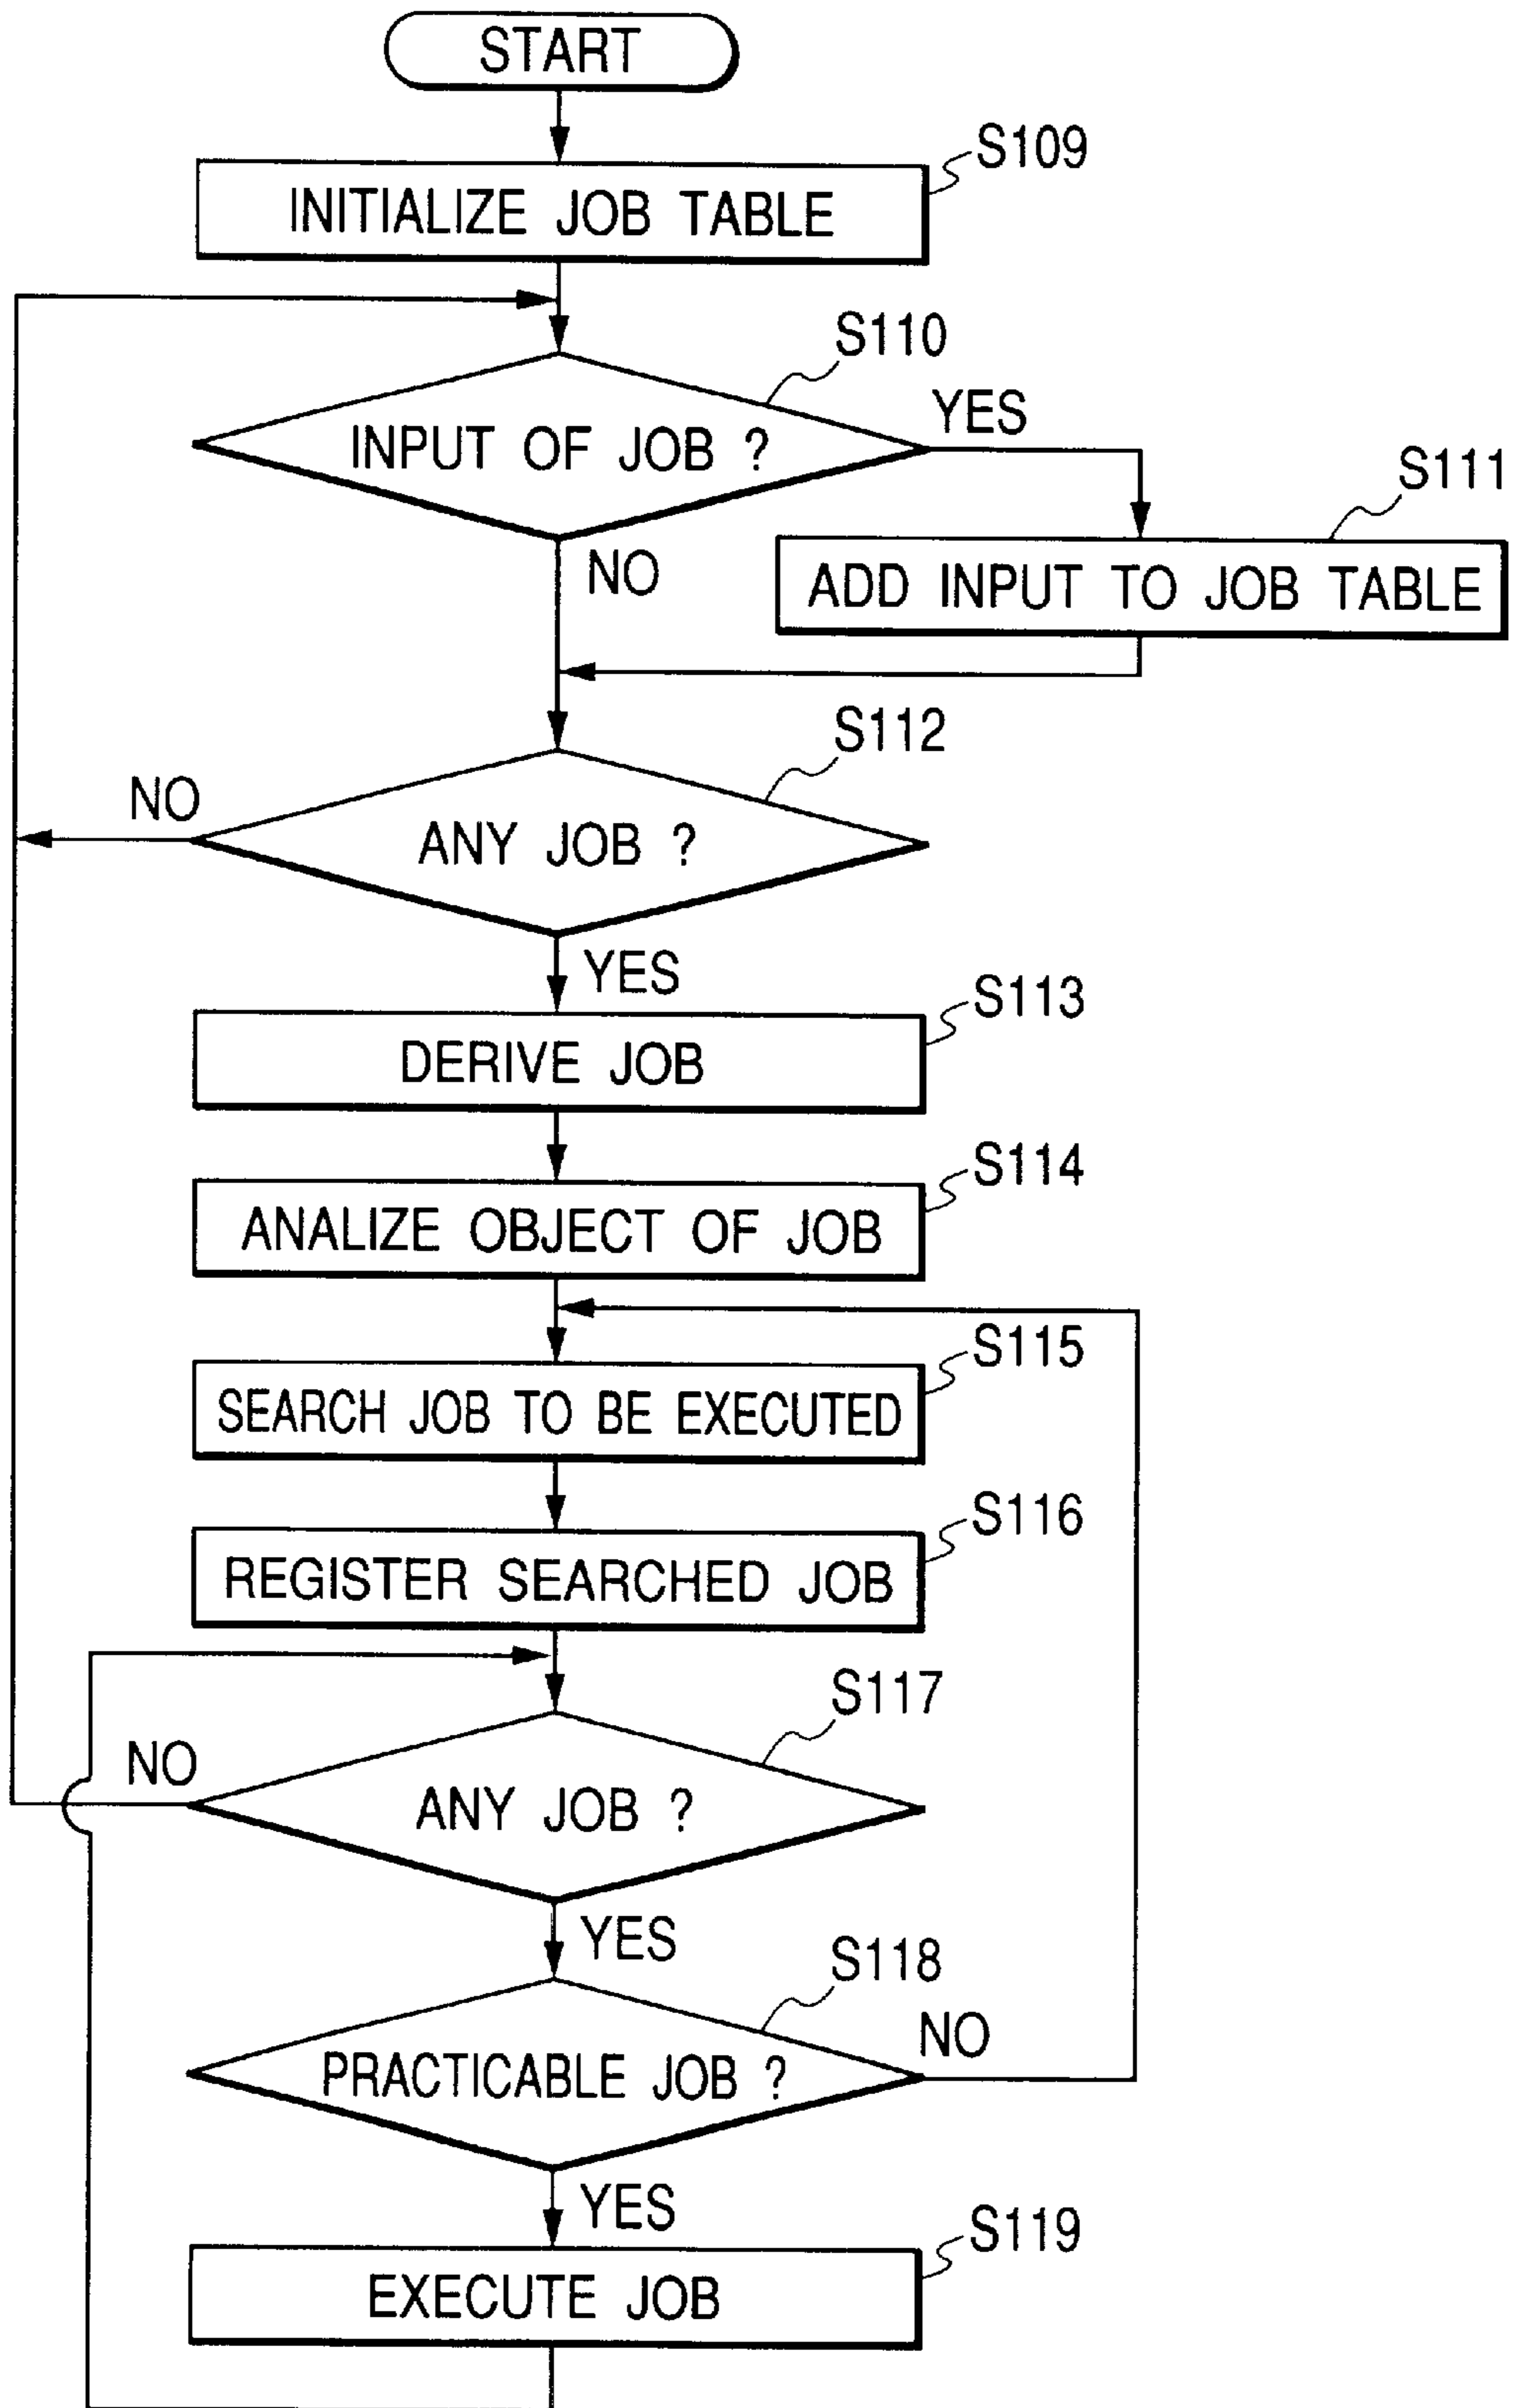 START
S109
INITIALIZE JOB TABLE
S110
INPUT OF JOB ?
YES
S111
NO
ADD INPUT TO JOB TABLE
S112
NO
ANY JOB ?
YES
S113
DERIVE JOB
S114
ANALIZE OBJECT OF JOB
S115
SEARCH JOB TO BE EXECUTED
S116
REGISTER SEARCHED JOB
S117
NO
ANY JOB ?
YES
S118
NO
PRACTICABLE JOB ?
YES
S119
EXECUTE JOB